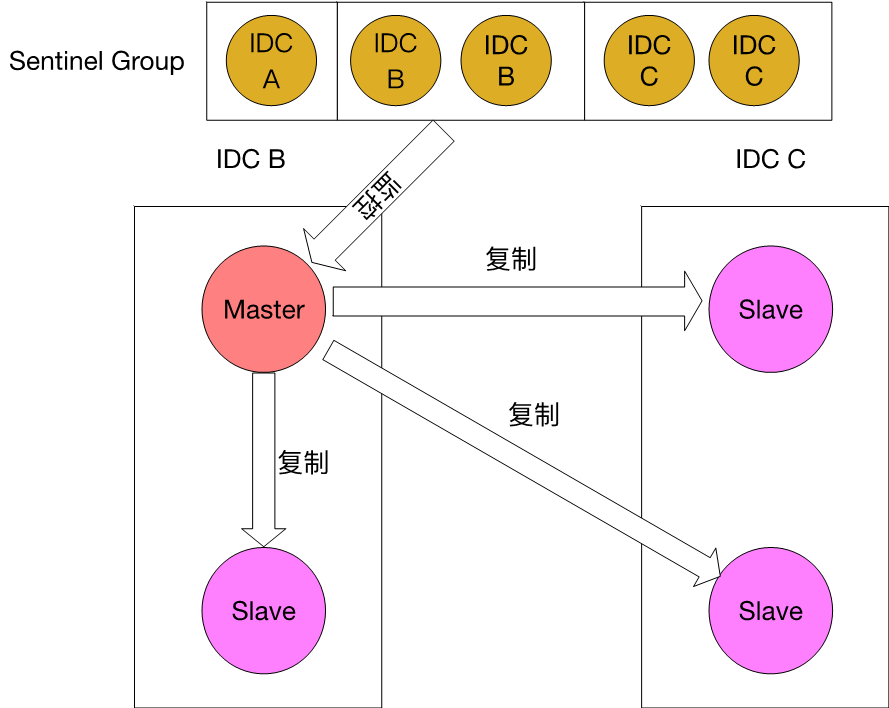 Sentinel Group
IDC
A
IDC
B
IDC
B
IDC
C
IDC
C
IDC B
IDC C
监控
复制
Master
Slave
复制
复制
Slave
Slave